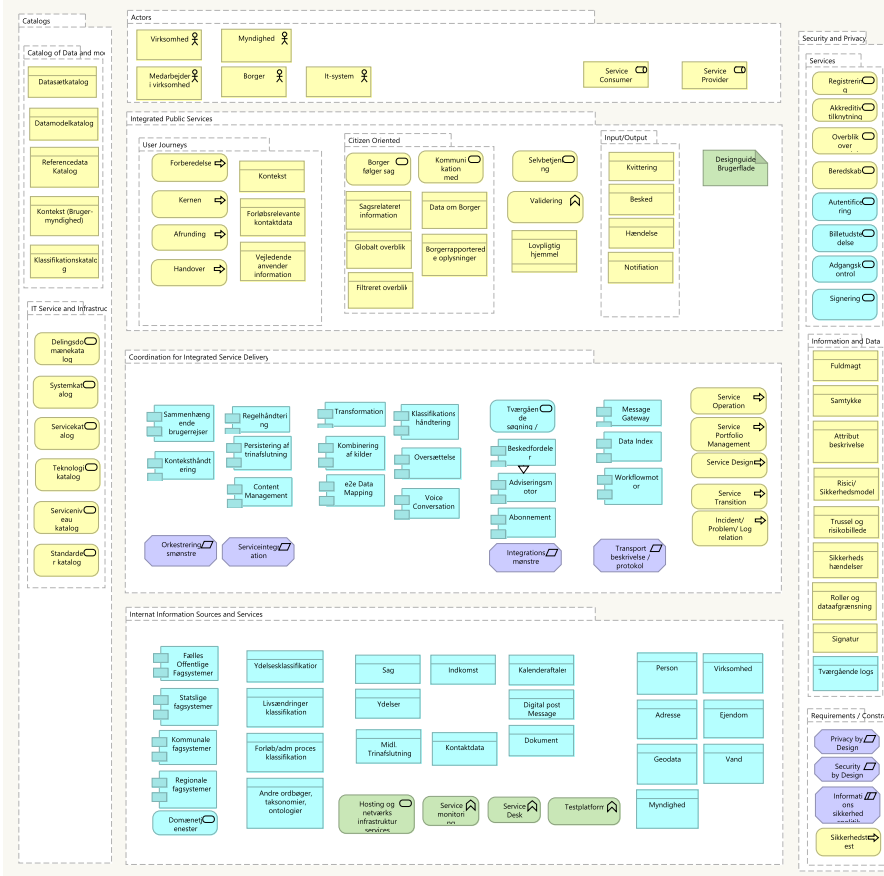 Catalogs
Catalog of Data and mo
Datasætkatalog
Datamodelkatalog
Referencedata
Katalog
Kontekst (Bruger-
myndighed)
Klassifikationskatalo
g
IT Service and Infrastruc
Delingsdo
mænekata
log
Systemkat
alog
Servicekat
alog
Teknologi
katalog
Serviceniv
eau
katalog
Standarde
r katalog
Actors
Virksomhed
Myndighed
Medarbejder
i virksomhed
Borger
It-system
Service
Consumer
Service
Provider
Integrated Public Services
User Journeys
Forberedelse
Kernen
Afrunding
Handover
Kontekst
Forløbsrelevante
kontaktdata
Vejledende
anvender
information
Citizen Oriented
Borger
følger sag
Kommuni
kation
med
Sagsrelateret
information
Data om Borger
Globalt overblik
Borgerrapportered
e oplysninger
Filtreret overblik
Selvbetjen
ng
Validering
Lovpligtig
hjemmel
Input/Output
Kvittering
Besked
Hændelse
Notifiation
Designguide
Brugerflade
Coordination for Integrated Service Delivery
Sammenhæng
ende
brugerrejser
Konteksthåndt
ering
Regelhåndteri
ng
Persistering af
trinafslutning
Content
Management
Transformation
Kombinering
af kilder
e2e Data
Mapping
Klassifikations
håndtering
Oversættelse
Voice
Conversation
Tværgåen
de
søgning /
Beskedfordele
r
Adviseringsm
otor
Abonnement
Message
Gateway
Data Index
Workflowmot
or
Service
Operation
Service
Portfolio
Management
Service Design
Service
Transition
Incident/
Problem/ Log
relation
Orkestrering
smønstre
Serviceintegr
ation
Integrations
mønstre
Transport
beskrivelse /
protokol
Internat Information Sources and Services
Fælles
Offentlige
Fagsystemer
Statslige
fagsystemer
Kommunale
fagsystemer
Regionale
fagsystemer
Domænetj
enester
Ydelsesklassifikation
Livsændringer
klassifikation
Forløb/adm proces
klassifikation
Andre ordbøger,
taksonomier,
ontologier
Sag
Indkomst
Kalenderaftaler
Ydelser
Digital post
Message
Midl.
Trinafslutning
Kontaktdata
Dokument
Hosting og
netværks
infrastruktur
services
Service
monitori
ng
Service
Desk
Testplatform
Person
Virksomhed
Adresse
Ejendom
Geodata
Vand
Myndighed
Security and Privacy
Services
Registrerin
g
Akkreditiv
tilknytning
Overblik
over
Beredskab
Autentifice
ring
Billetudste
delse
Adgangsk
ontrol
Signering
Information and Data
Fuldmagt
Samtykke
Attribut
beskrivelse
Risici/
Sikkerhedsmodel
Trussel og
risikobillede
Sikkerheds
hændelser
Roller og
dataafgrænsning
Signatur
Tværgående logs
Requirements / Constra
Privacy by
Design
Security
by Design
Informati
ons
sikkerhed
Sikkerhedst
est